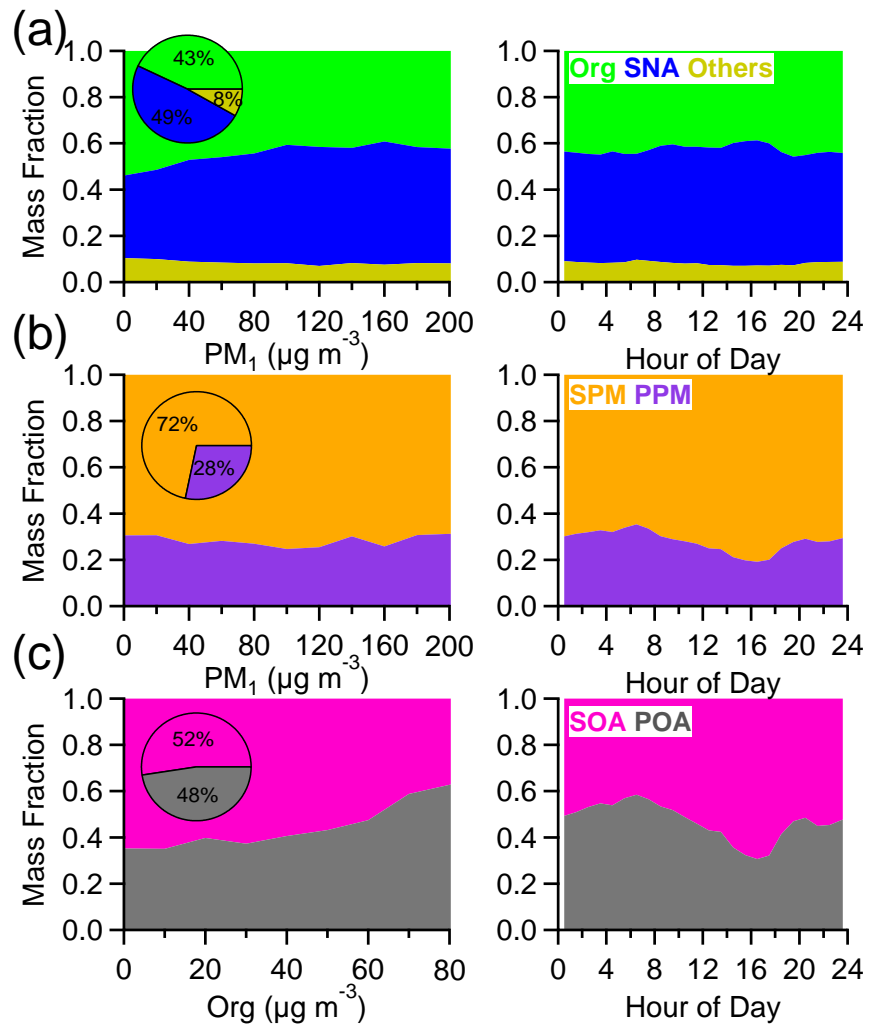 (a)
1.0
0.8
0.6
0.4
0.2
0.0
Mass Fraction
43%
49%
8%
0 40 80 120 160 200
PM₁ (µg m⁻³)
Org SNA Others
1.0
0.8
0.6
0.4
0.2
0.0
0 4 8 12 16 20 24
Hour of Day
(b)
1.0
0.8
0.6
0.4
0.2
0.0
Mass Fraction
72%
28%
0 40 80 120 160 200
PM₁ (µg m⁻³)
SPM PPM
1.0
0.8
0.6
0.4
0.2
0.0
0 4 8 12 16 20 24
Hour of Day
(c)
1.0
0.8
0.6
0.4
0.2
0.0
Mass Fraction
52%
48%
0 20 40 60 80
Org (µg m⁻³)
SOA POA
1.0
0.8
0.6
0.4
0.2
0.0
0 4 8 12 16 20 24
Hour of Day